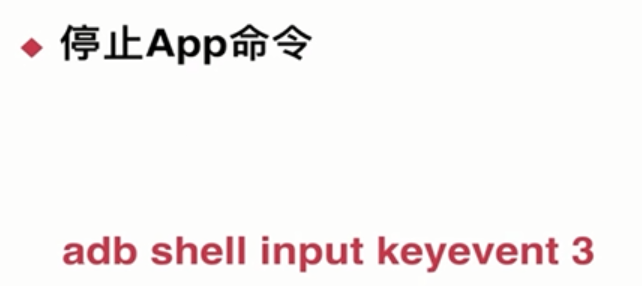 停止App命令
adb shell input keyevent 3